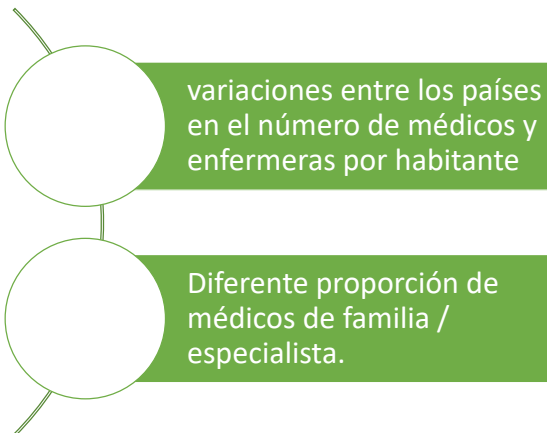 variaciones entre los países
en el número de médicos y
enfermeras por habitante
Diferente proporción de
médicos de familia /
especialista.